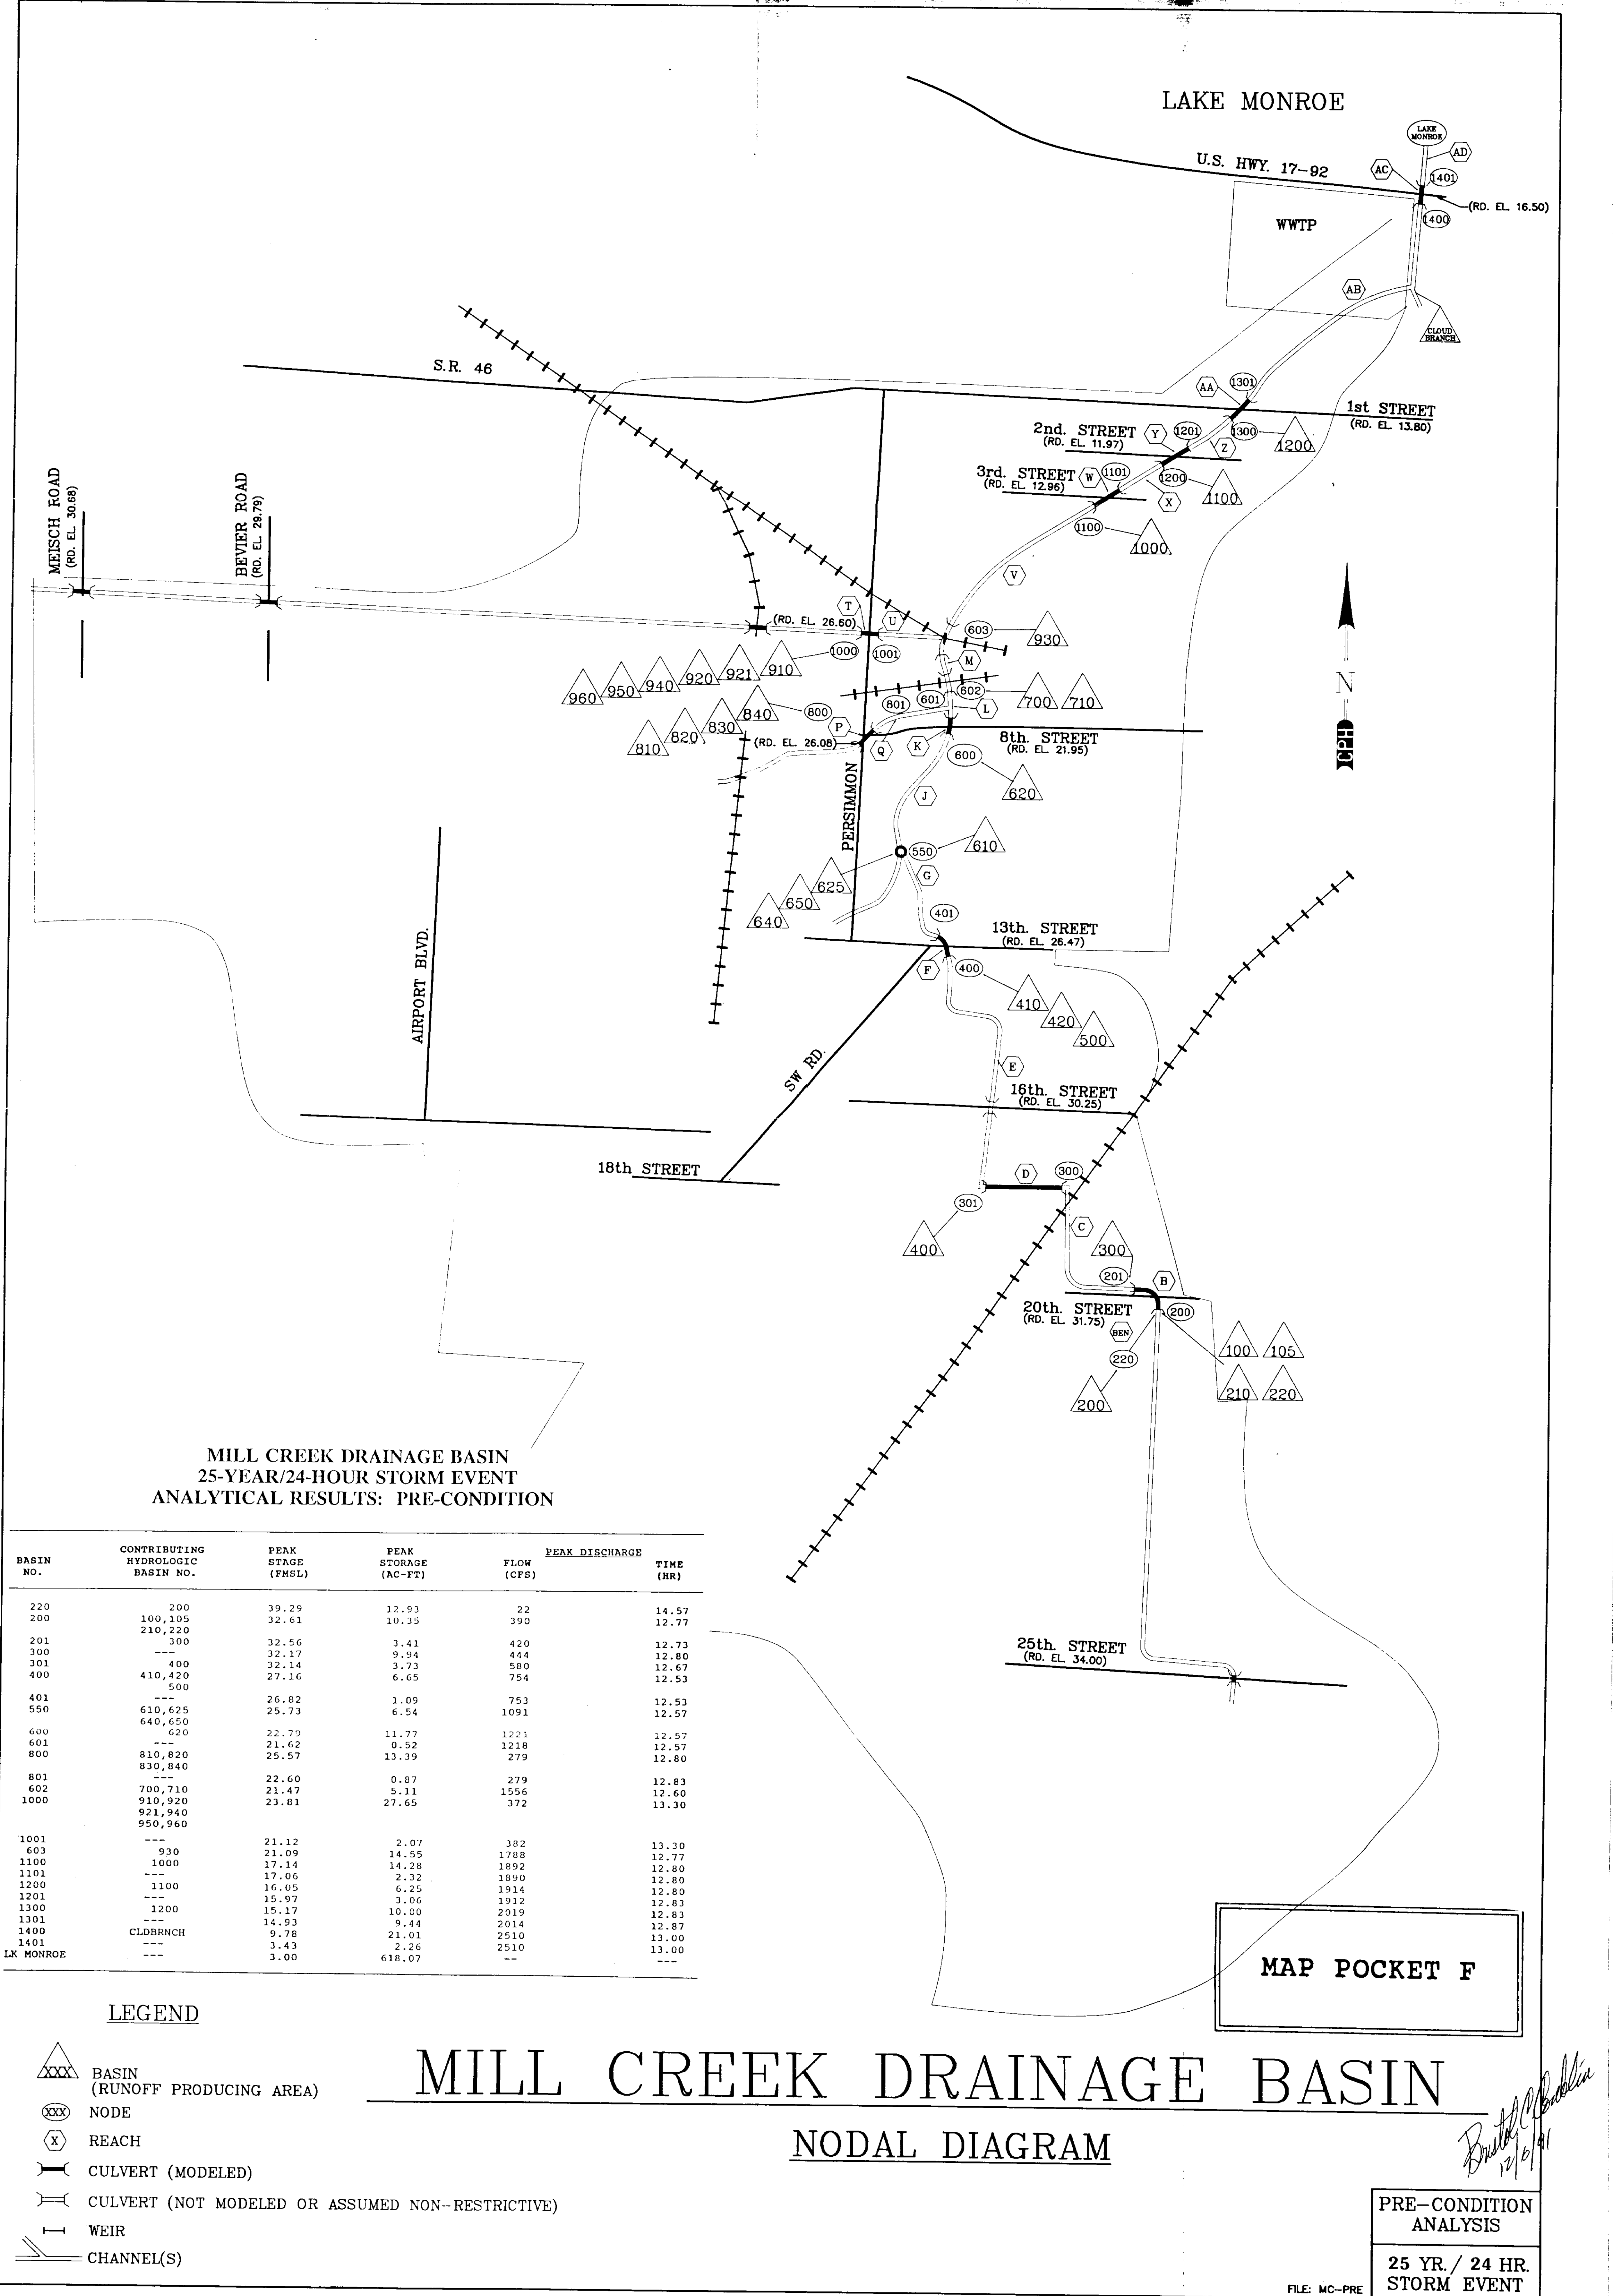 LAKE MONROE
LAKE
MONROE
AD
U.S. HWY. 17-92
AC
1401
(RD. EL. 16.50)
1400
WWTP
AB
CLOUD
BRANCH
S.R. 46
AA
1301
1st STREET
(RD. EL. 13.80)
2nd. STREET
(RD. EL. 11.97)
Y
1201
1300
1200
Z
3rd. STREET
(RD. EL. 12.96)
W
1101
1200
1100
X
1100
1000
MEISCH ROAD
(RD. EL. 30.68)
BEVIER ROAD
(RD. EL. 29.79)
V
T
(RD. EL. 26.60)
U
603
930
1000
1001
M
960
950
940
920
921
910
602
700
710
801
601
L
810
820
830
840
800
P
(RD. EL. 26.08)
Q
K
8th. STREET
(RD. EL. 21.95)
600
620
N
CPH
PERSIMMON
J
550
610
G
640
650
625
401
13th. STREET
(RD. EL. 26.47)
F
400
410
420
500
AIRPORT BLVD.
SW RD.
E
16th. STREET
(RD. EL. 30.25)
18th STREET
D
300
301
400
C
300
201
B
20th. STREET
(RD. EL. 31.75)
200
BEN
220
200
100
105
210
220
25th. STREET
(RD. EL. 34.00)
MILL CREEK DRAINAGE BASIN
25-YEAR/24-HOUR STORM EVENT
ANALYTICAL RESULTS: PRE-CONDITION
BASIN NO. CONTRIBUTING HYDROLOGIC BASIN NO. PEAK STAGE (FMSL) PEAK STORAGE (AC-FT) PEAK DISCHARGE FLOW (CFS) TIME (HR)
220 200 39.29 12.93 22 14.57
200 100,105 32.61 10.35 390 12.77
210,220
201 300 32.56 3.41 420 12.73
300 --- 32.17 9.94 444 12.80
301 400 32.14 3.73 580 12.67
400 410,420 27.16 6.65 754 12.53
500
401 --- 26.82 1.09 753 12.53
550 610,625 25.73 6.54 1091 12.57
640,650
600 620 22.79 11.77 1221 12.57
601 --- 21.62 0.52 1218 12.57
800 810,820 25.57 13.39 279 12.80
830,840
801 --- 22.60 0.87 279 12.83
602 700,710 21.47 5.11 1556 12.60
1000 910,920 23.81 27.65 372 13.30
921,940
950,960
1001 --- 21.12 2.07 382 13.30
603 930 21.09 14.55 1788 12.77
1100 1000 17.14 14.28 1892 12.80
1101 --- 17.06 2.32 1890 12.80
1200 1100 16.05 6.25 1914 12.80
1201 --- 15.97 3.06 1912 12.83
1300 1200 15.17 10.00 2019 12.83
1301 --- 14.93 9.44 2014 12.87
1400 CLDBRNCH 9.78 21.01 2510 13.00
1401 --- 3.43 2.26 2510 13.00
LK MONROE --- 3.00 618.07 -- ---
MAP POCKET F
LEGEND
XXX BASIN
(RUNOFF PRODUCING AREA)
XXX NODE
X REACH
CULVERT (MODELED)
CULVERT (NOT MODELED OR ASSUMED NON-RESTRICTIVE)
WEIR
CHANNEL(S)
MILL CREEK DRAINAGE BASIN
NODAL DIAGRAM
12/6/91
PRE-CONDITION
ANALYSIS
25 YR. / 24 HR.
STORM EVENT
FILE: MC-PRE